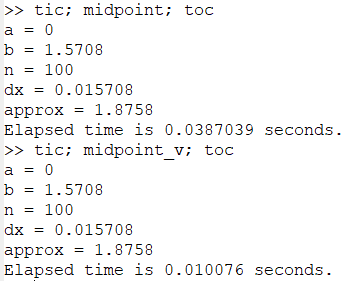 >> tic; midpoint; toc
a = 0
b = 1.5708
n = 100
dx = 0.015708
approx = 1.8758
Elapsed time is 0.0387039 seconds.
>> tic; midpoint_v; toc
a = 0
b = 1.5708
n = 100
dx = 0.015708
approx = 1.8758
Elapsed time is 0.010076 seconds.